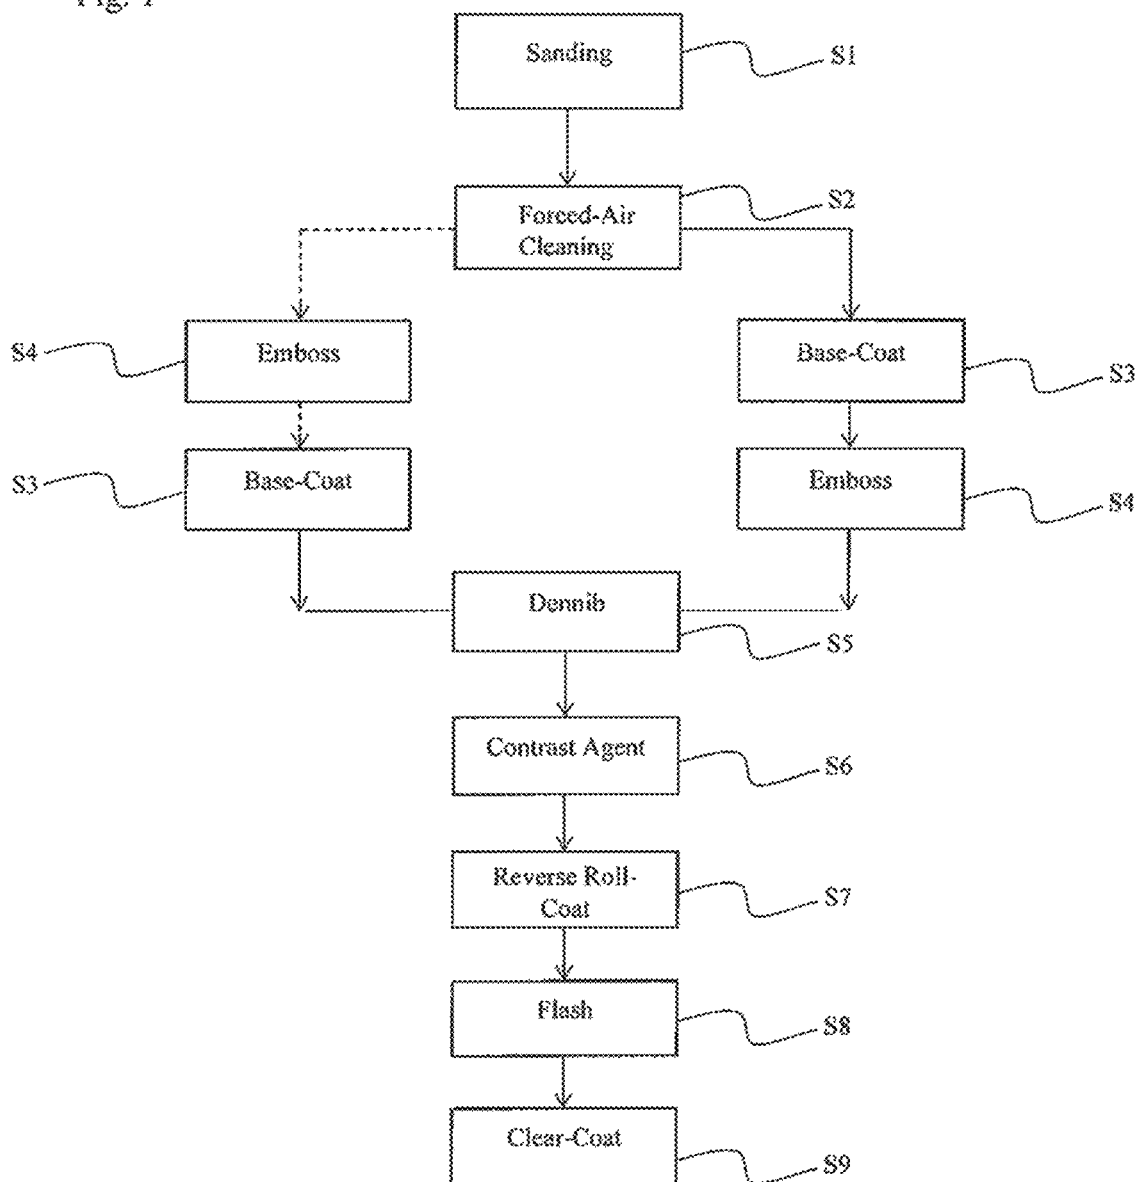 Sanding
S1
Forced-Air
Cleaning
S2
S4
Emboss
Base-Coat
S3
S3
Base-Coat
Emboss
S4
Dennib
S5
Contrast Agent
S6
Reverse Roll-
Coat
S7
Flash
S8
Clear-Coat
S9